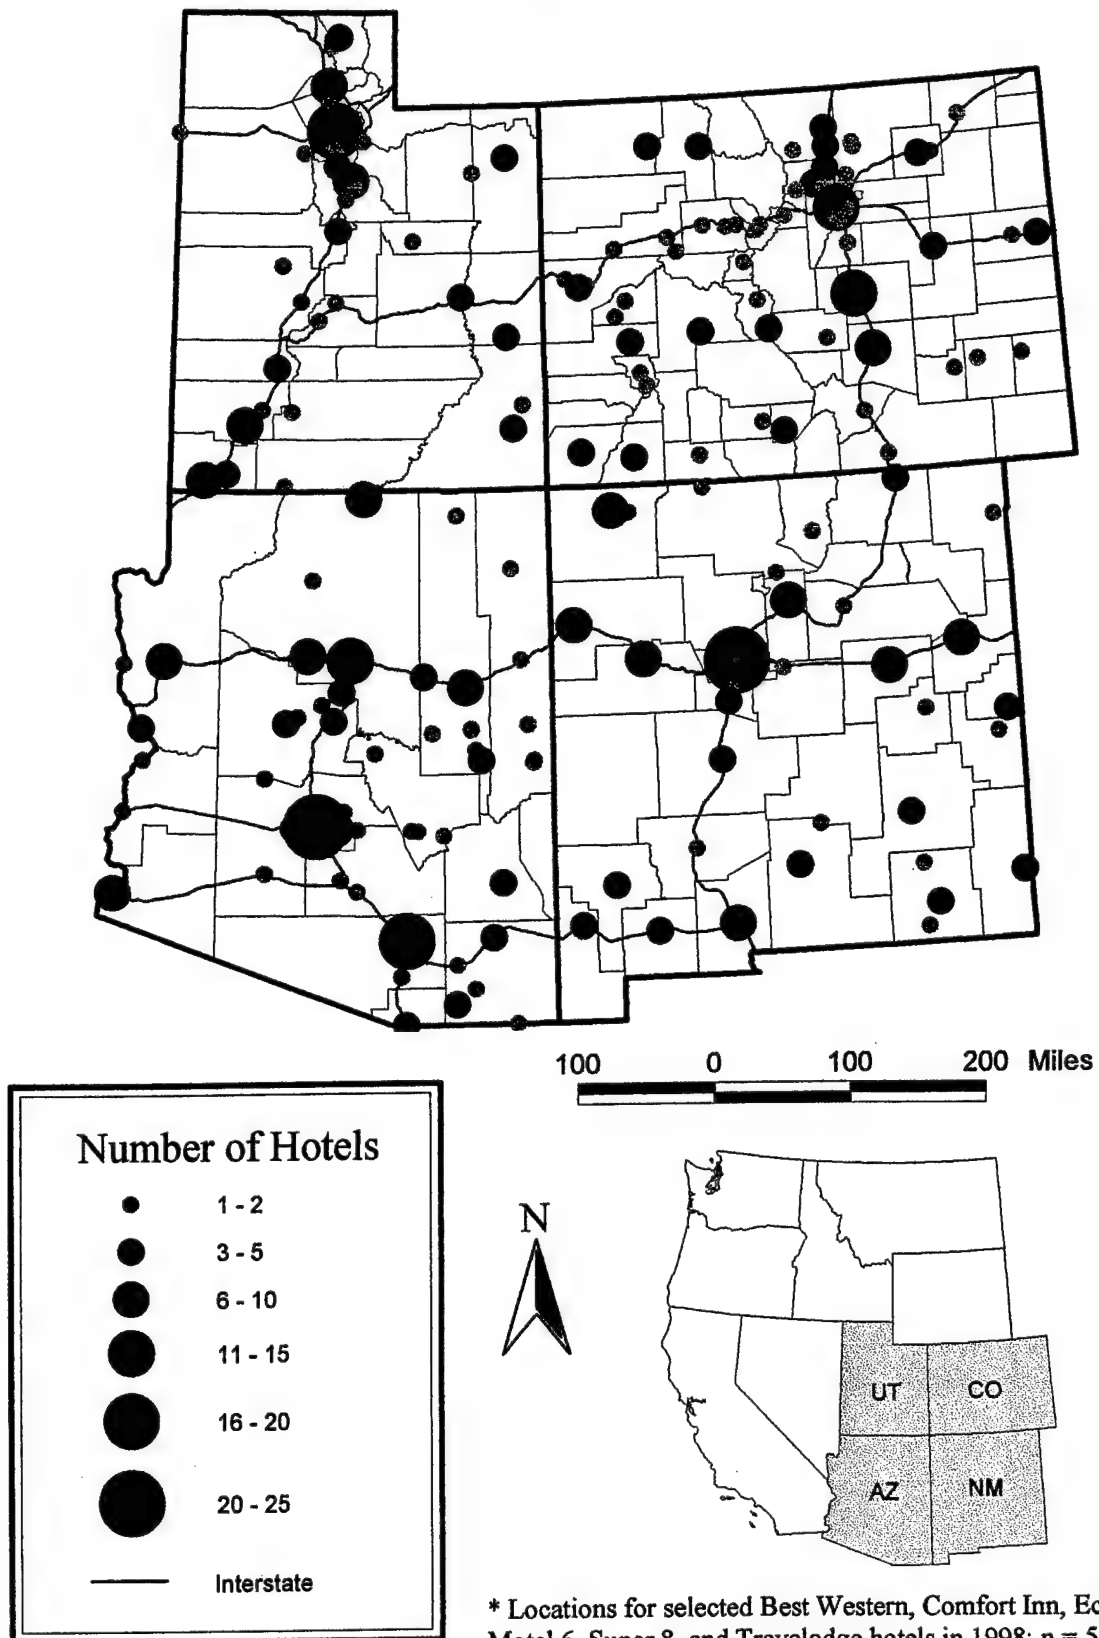 100 0 100 200 Miles
Number of Hotels
1 - 2
3 - 5
6 - 10
11 - 15
16 - 20
20 - 25
Interstate
N
UT CO
AZ NM
* Locations for selected Best Western, Comfort Inn,
Motel 6, Super 8, and Travelodge hotels in 1998; n =